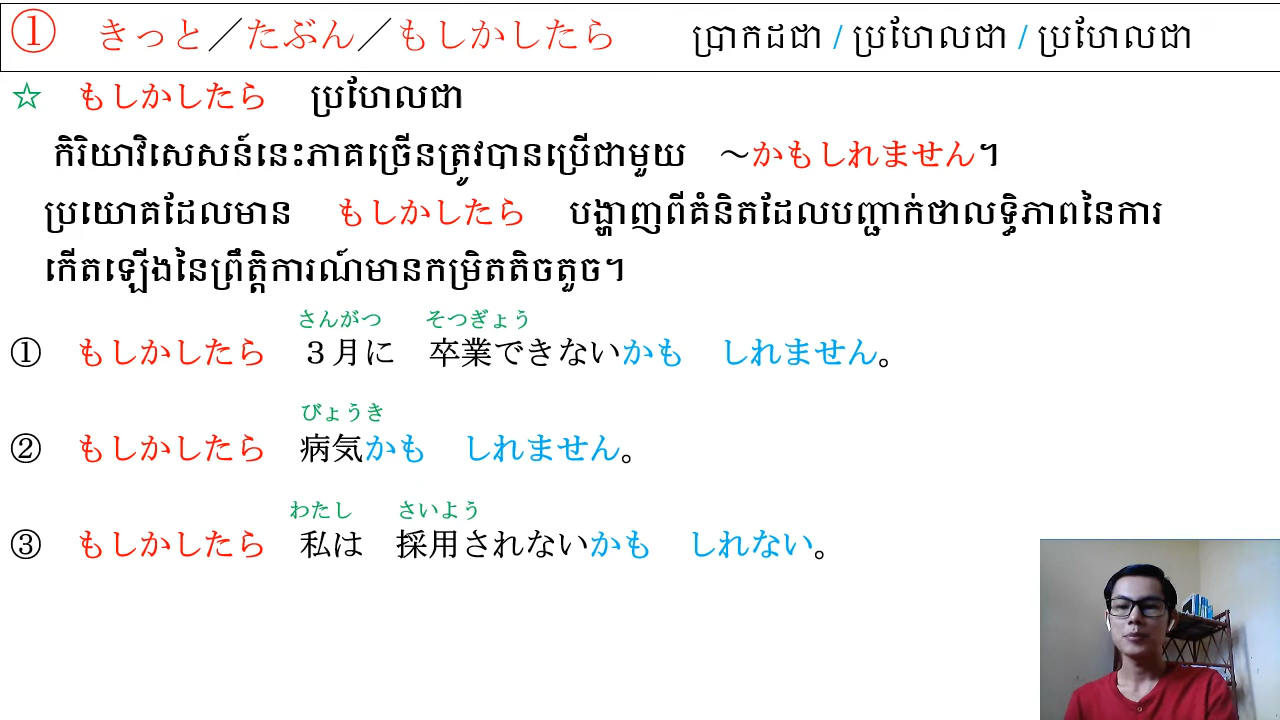 ① きっと／たぶん／もしかしたら ប្រាកដជា / ប្រហែលជា / ប្រហែលជា
☆ もしかしたら ប្រហែលជា
កិរិយាវិសេសន៍នេះភាគច្រើនត្រូវបានប្រើជាមួយ ～かもしれません។
ប្រយោគដែលមាន もしかしたら បង្ហាញពីគំនិតដែលបញ្ជាក់ថាលទ្ធិភាពនៃការ
កើតឡើងនៃព្រឹត្តិការណ៍មានកម្រិតតិចតួច។
さんがつ そつぎょう
① もしかしたら ３月に 卒業できないかも しれません。
びょうき
② もしかしたら 病気かも しれません。
わたし さいよう
③ もしかしたら 私は 採用されないかも しれない。